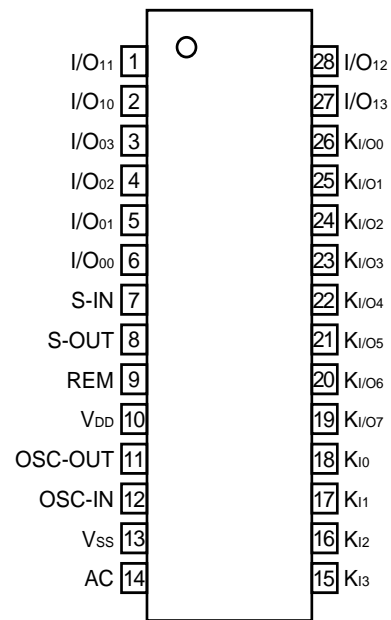 I/O11 1 28 I/O12
I/O10 2 27 I/O13
I/O03 3 26 KI/O0
I/O02 4 25 KI/O1
I/O01 5 24 KI/O2
I/O00 6 23 KI/O3
S-IN 7 22 KI/O4
S-OUT 8 21 KI/O5
REM 9 20 KI/O6
VDD 10 19 KI/O7
OSC-OUT 11 18 KI0
OSC-IN 12 17 KI1
VSS 13 16 KI2
AC 14 15 KI3